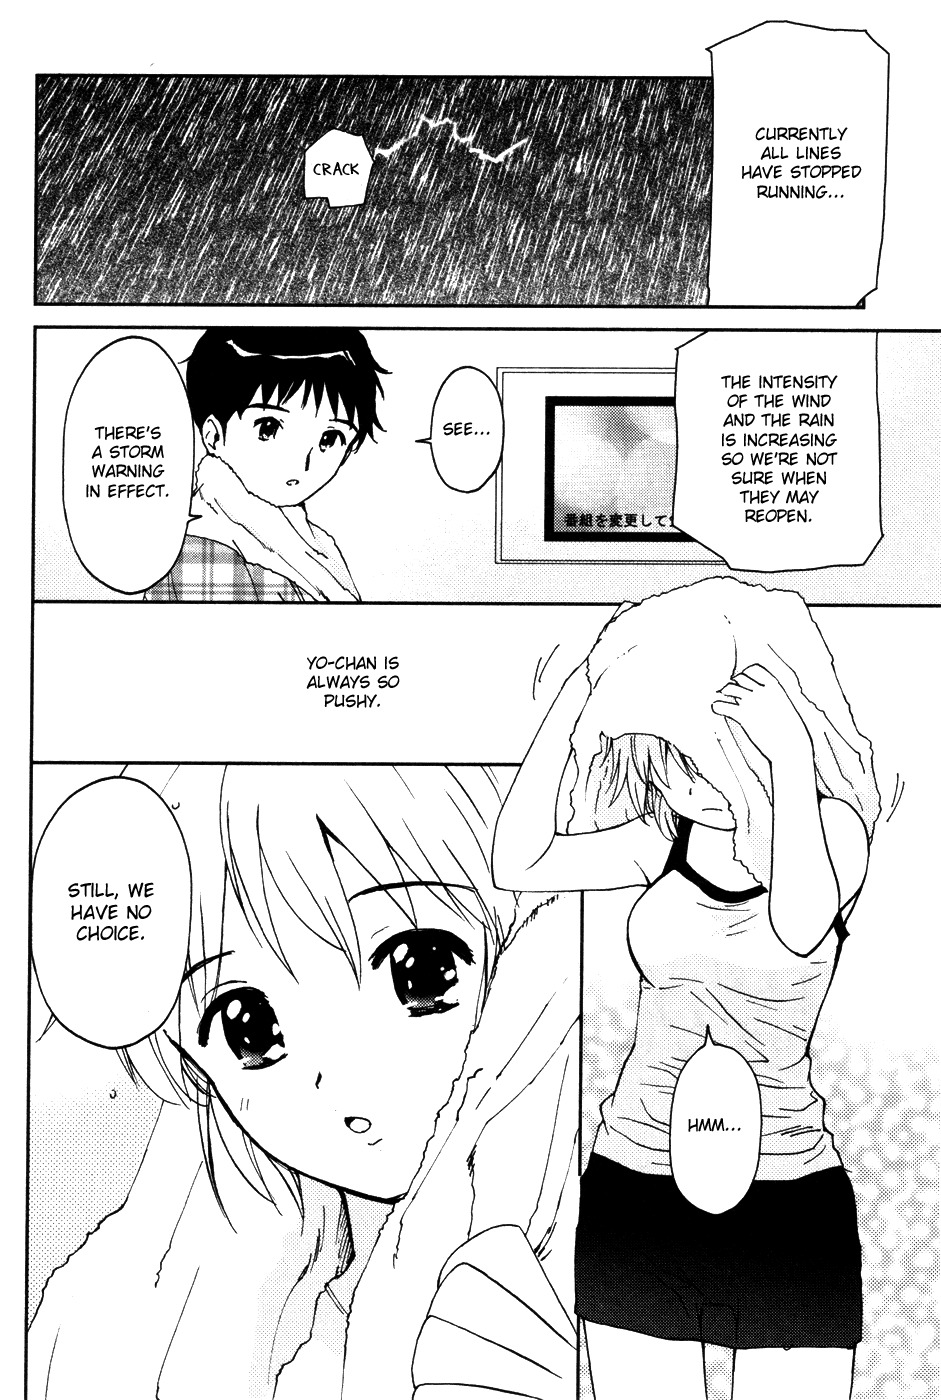 CURRENTLY
ALL LINES
HAVE STOPPED
RUNNING...
CRACK
THE INTENSITY
OF THE WIND
AND THE RAIN
IS INCREASING
SO WE'RE NOT
SURE WHEN
THEY MAY
REOPEN.
番組を変更して
SEE...
THERE'S
A STORM
WARNING
IN EFFECT.
YO-CHAN IS
ALWAYS SO
PUSHY.
HMM...
STILL, WE
HAVE NO
CHOICE.